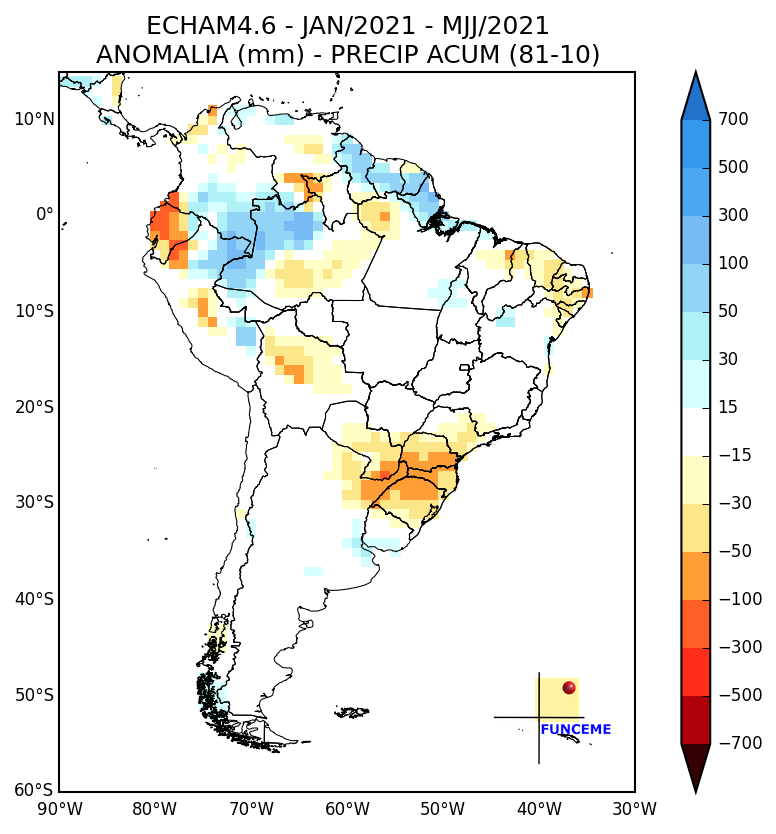 ECHAM4.6 - JAN/2021 - MJJ/2021
ANOMALIA (mm) - PRECIP ACUM (81-10)
10°N
0°
10°S
20°S
30°S
40°S
50°S
60°S
90°W 80°W 70°W 60°W 50°W 40°W 30°W
700
500
300
100
50
30
15
−15
−30
−50
−100
−300
−500
−700
FUNCEME